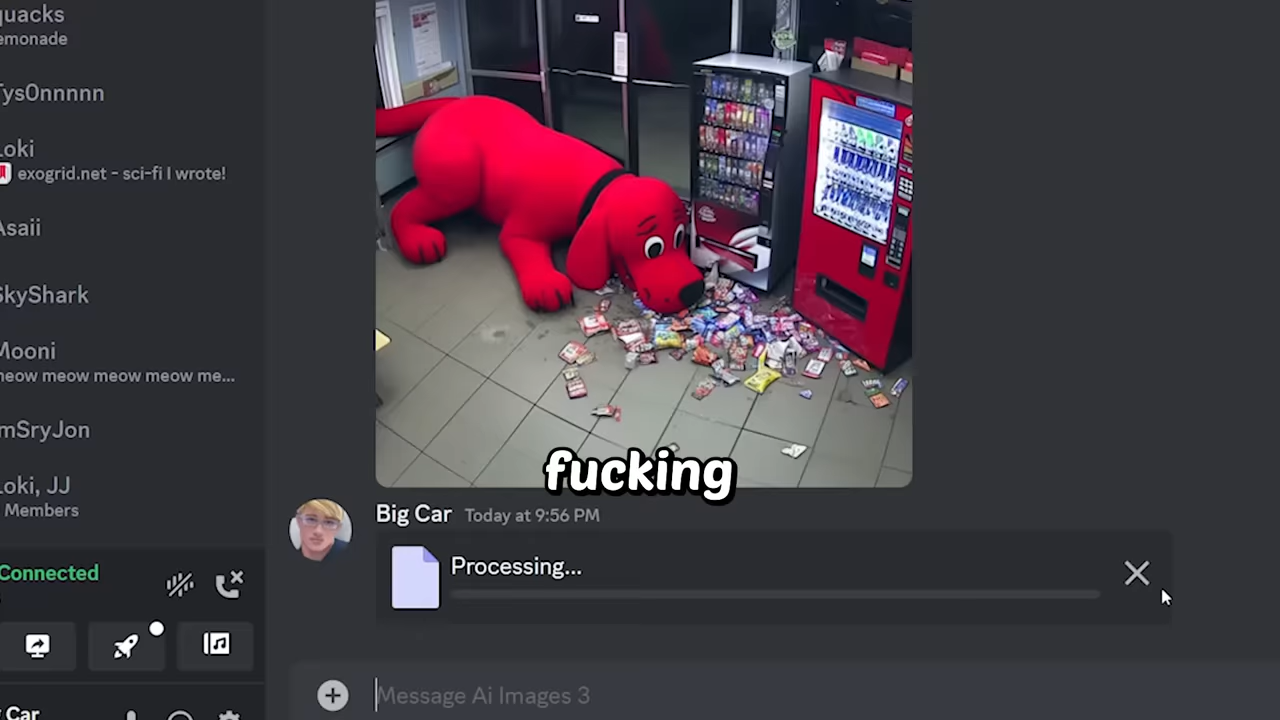 quacks
emonade
Tys0nnnnn
Loki
exogrid.net - sci-fi I wrote!
Asaii
SkyShark
Mooni
meow meow meow meow me...
mSryJon
Loki, JJ
Members
Connected
Car
fucking
Big Car Today at 9:56 PM
Processing...
Message Ai Images 3